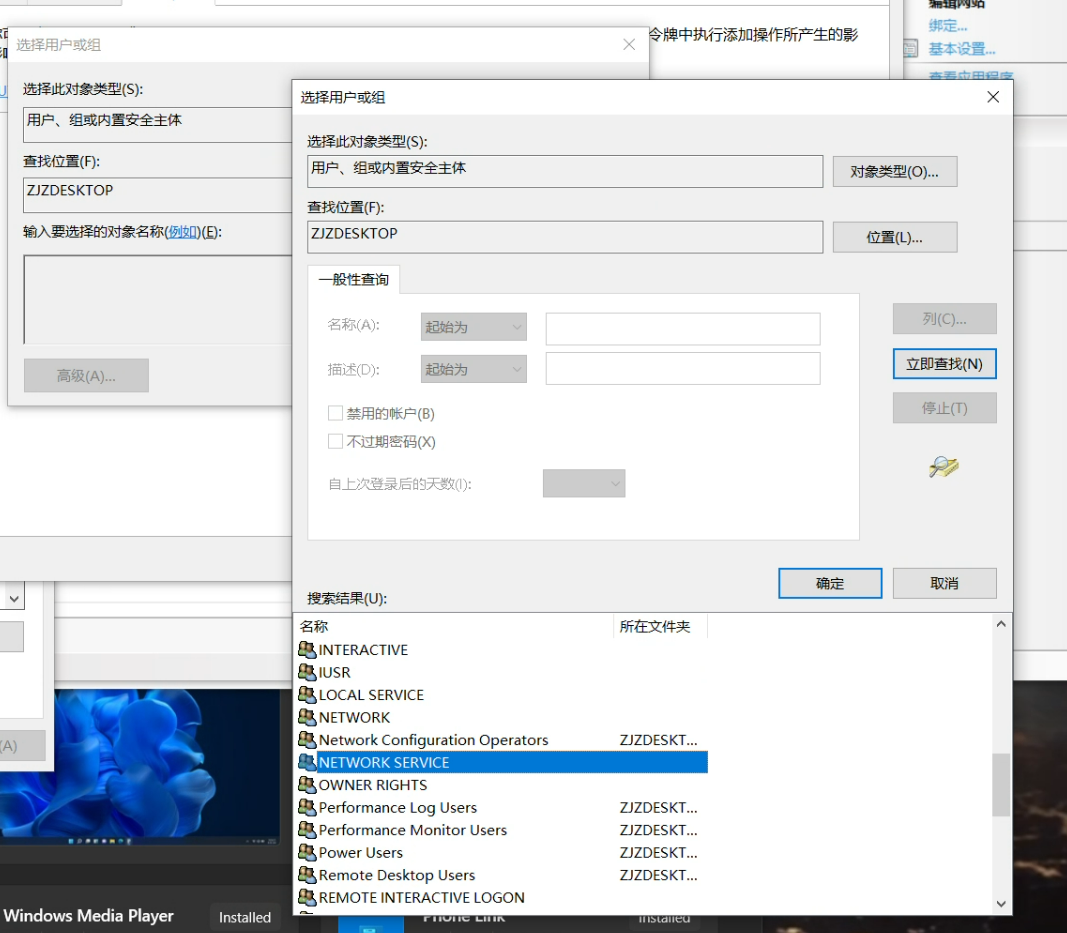 编辑网站
绑定...
基本设置...
查看应用程序
令牌中执行添加操作所产生的影
选择用户或组
选择此对象类型(S):
用户、组或内置安全主体
查找位置(F):
ZJZDESKTOP
输入要选择的对象名称(例如)(E):
高级(A)...
选择用户或组
选择此对象类型(S):
用户、组或内置安全主体
对象类型(O)...
查找位置(F):
ZJZDESKTOP
位置(L)...
一般性查询
名称(A):
起始为
列(C)...
描述(D):
起始为
立即查找(N)
禁用的帐户(B)
停止(T)
不过期密码(X)
自上次登录后的天数(I):
确定
取消
搜索结果(U):
名称
所在文件夹
INTERACTIVE
IUSR
LOCAL SERVICE
NETWORK
Network Configuration Operators ZJZDESKT...
NETWORK SERVICE
OWNER RIGHTS
Performance Log Users ZJZDESKT...
Performance Monitor Users ZJZDESKT...
Power Users ZJZDESKT...
Remote Desktop Users ZJZDESKT...
REMOTE INTERACTIVE LOGON
(A)
Windows Media Player
Installed
Phone Link
Installed